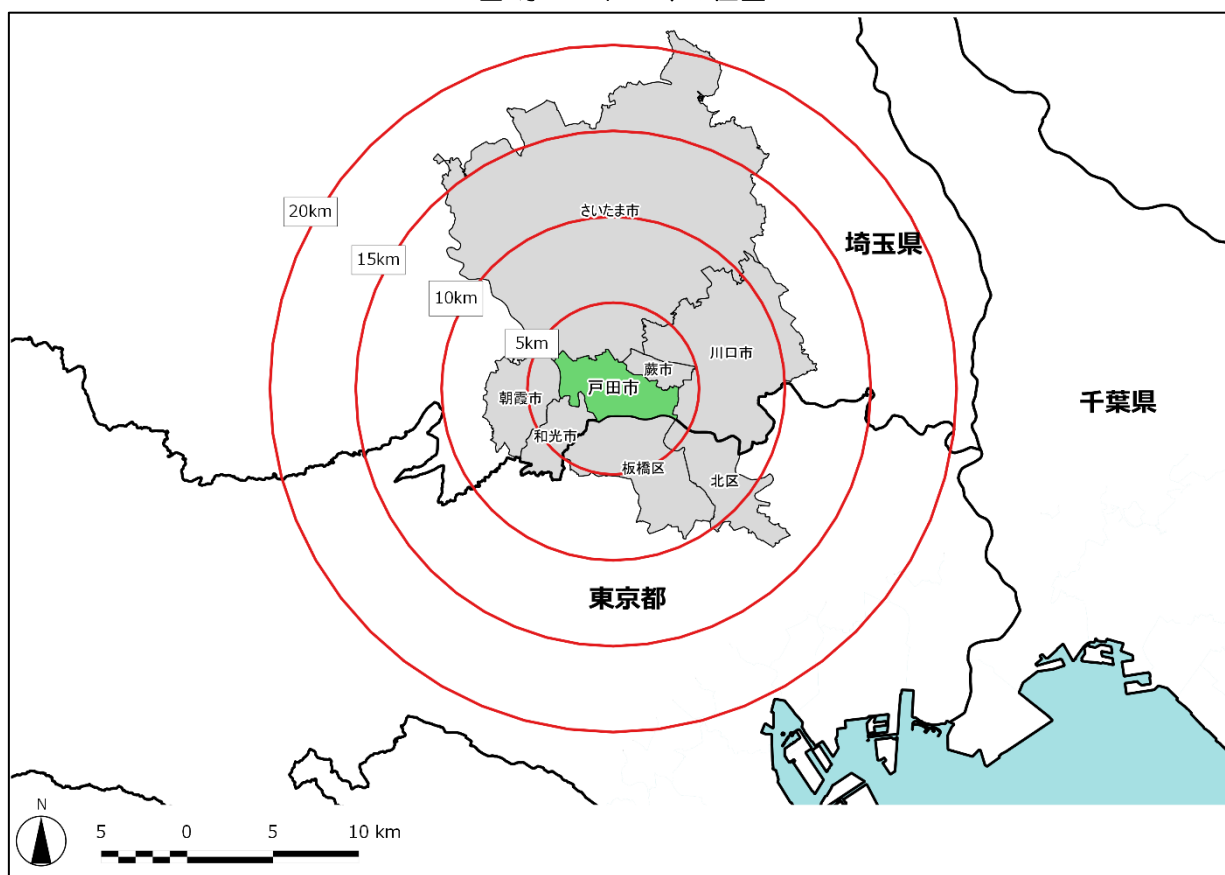 20km
さいたま市
埼玉県
15km
10km
5km
川口市
蕨市
戸田市
朝霞市
千葉県
和光市
板橋区
北区
東京都
N
5 0 5 10 km